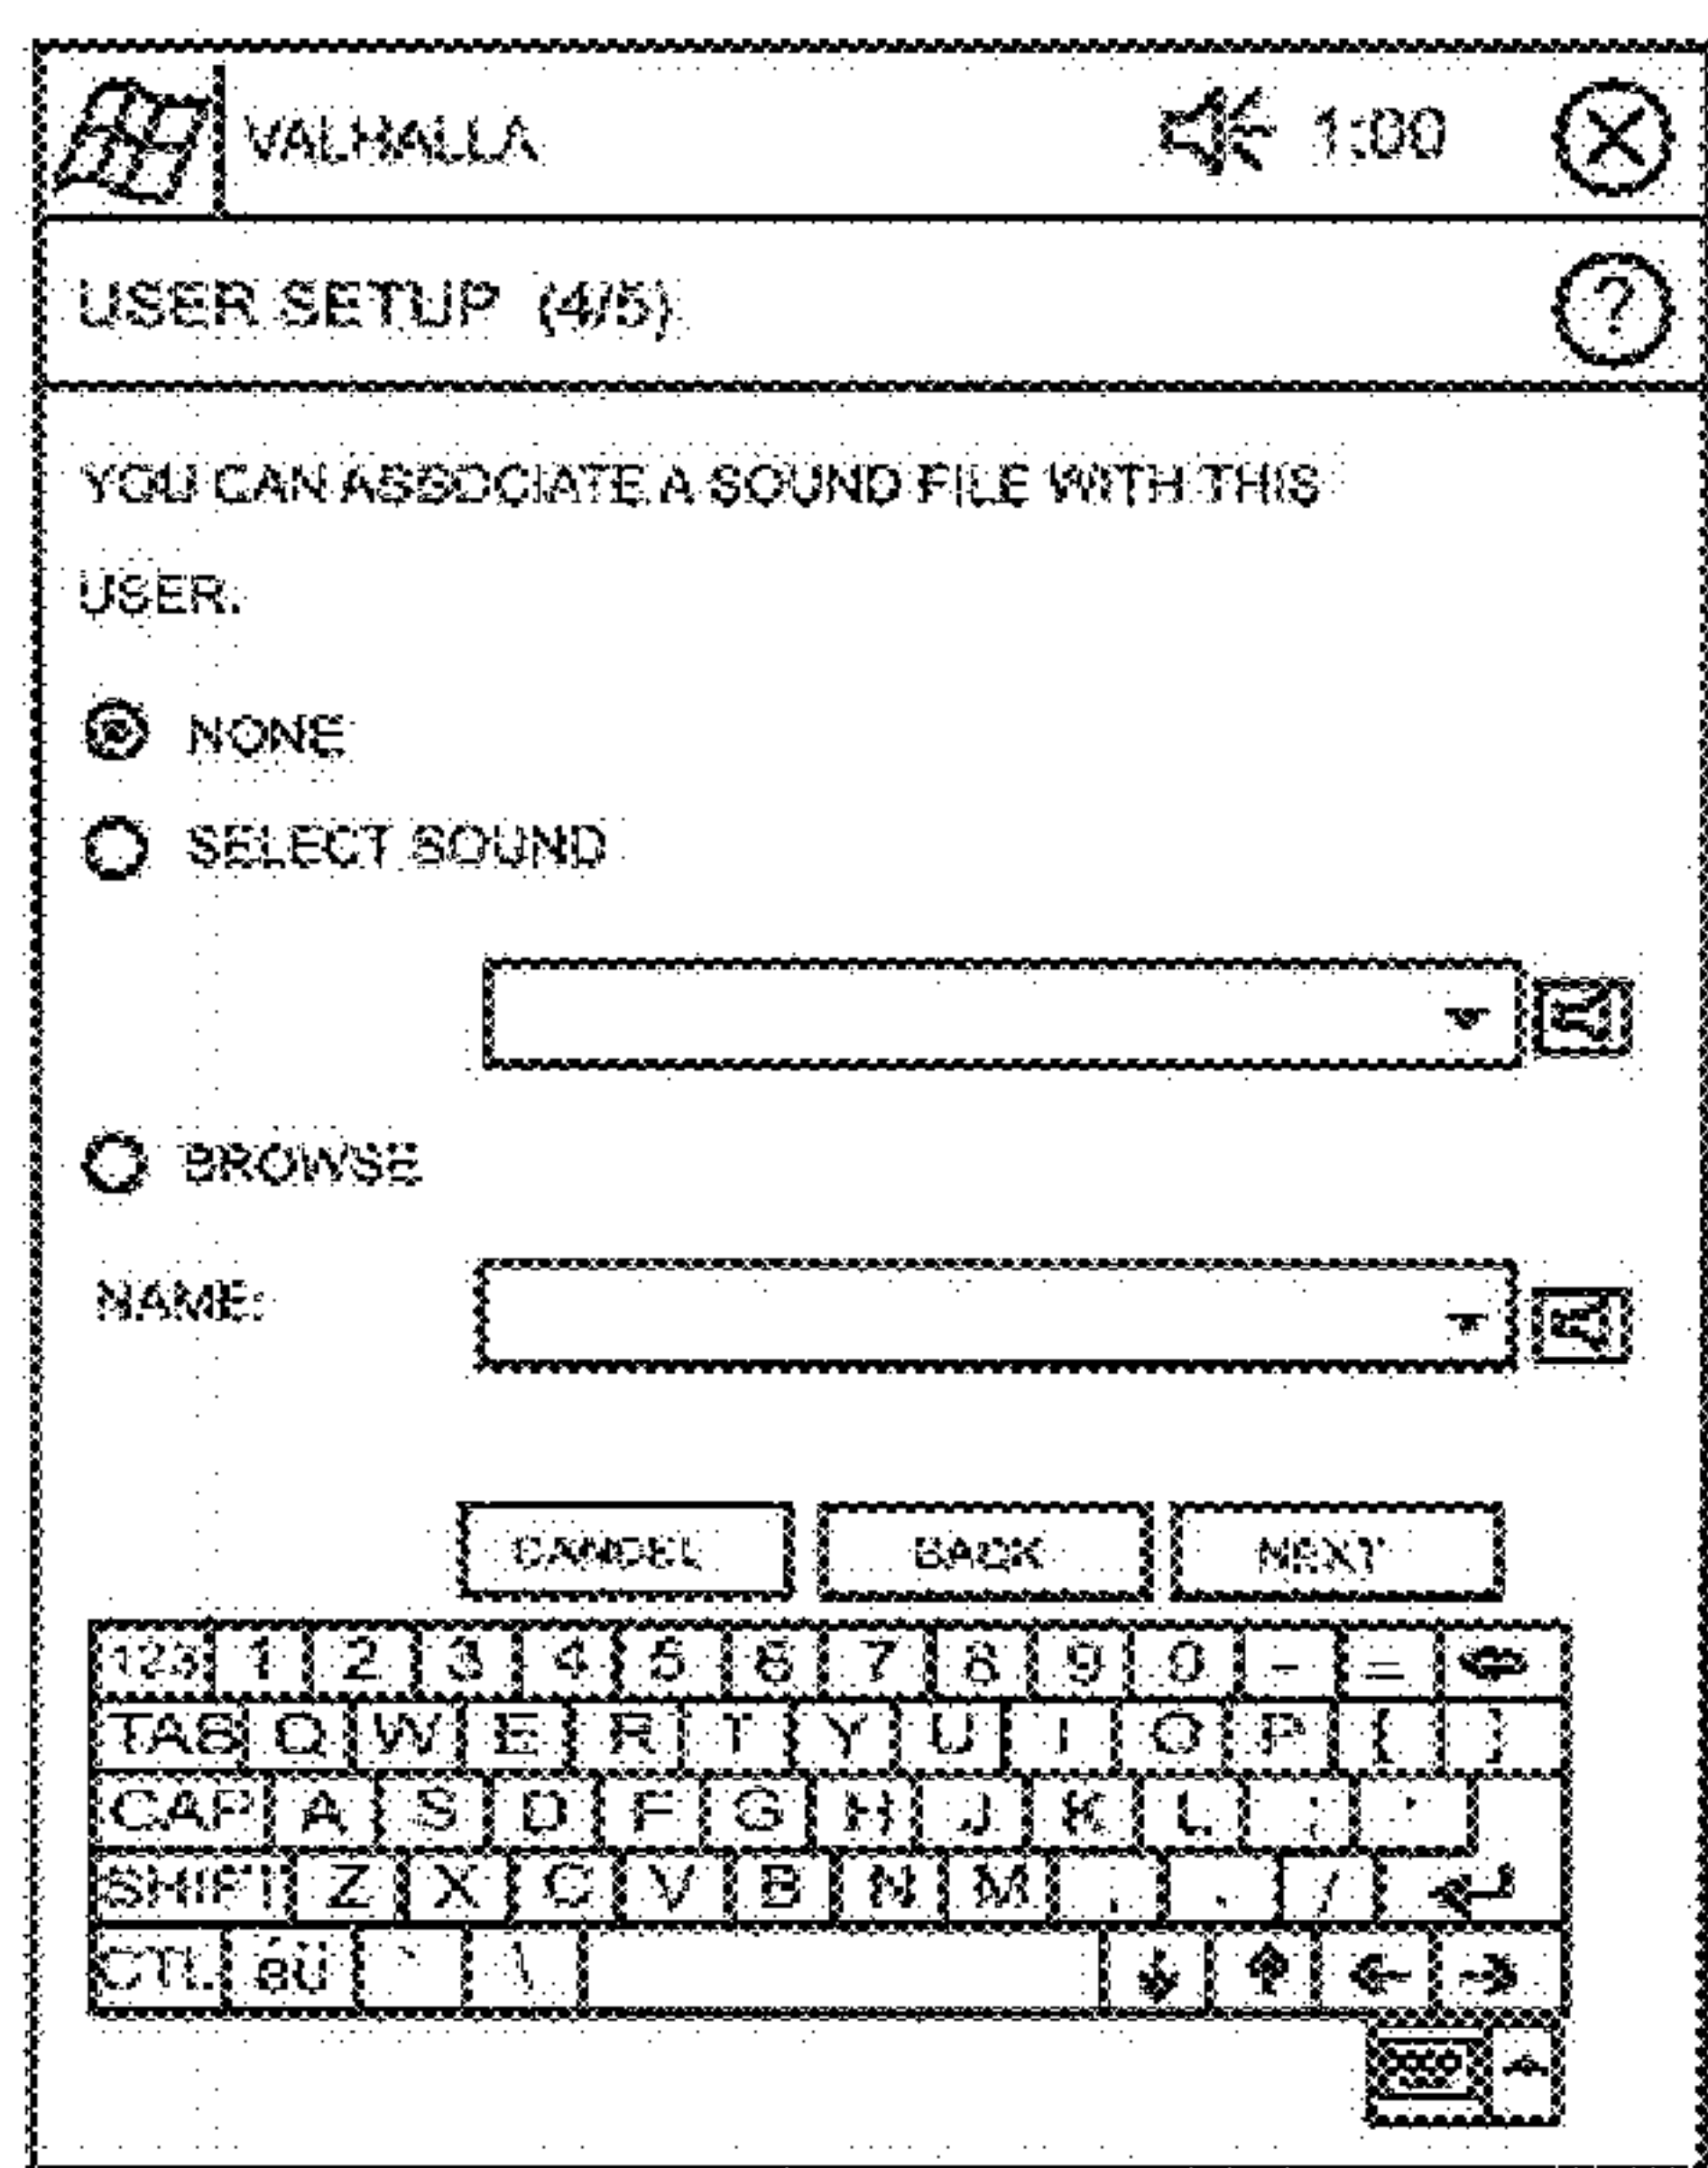 VALHALLA 1:00
USER SETUP (4/5) ?
YOU CAN ASSOCIATE A SOUND FILE WITH THIS
USER.
NONE
SELECT SOUND
BROWSE
NAME:
CANCEL BACK NEXT
123 1 2 3 4 5 6 7 8 9 0 - = 
TAB Q W E R T Y U I O P [ ]
CAP A S D F G H J K L ; '
SHIFT Z X C V B N M , . /
CTL áü ` \